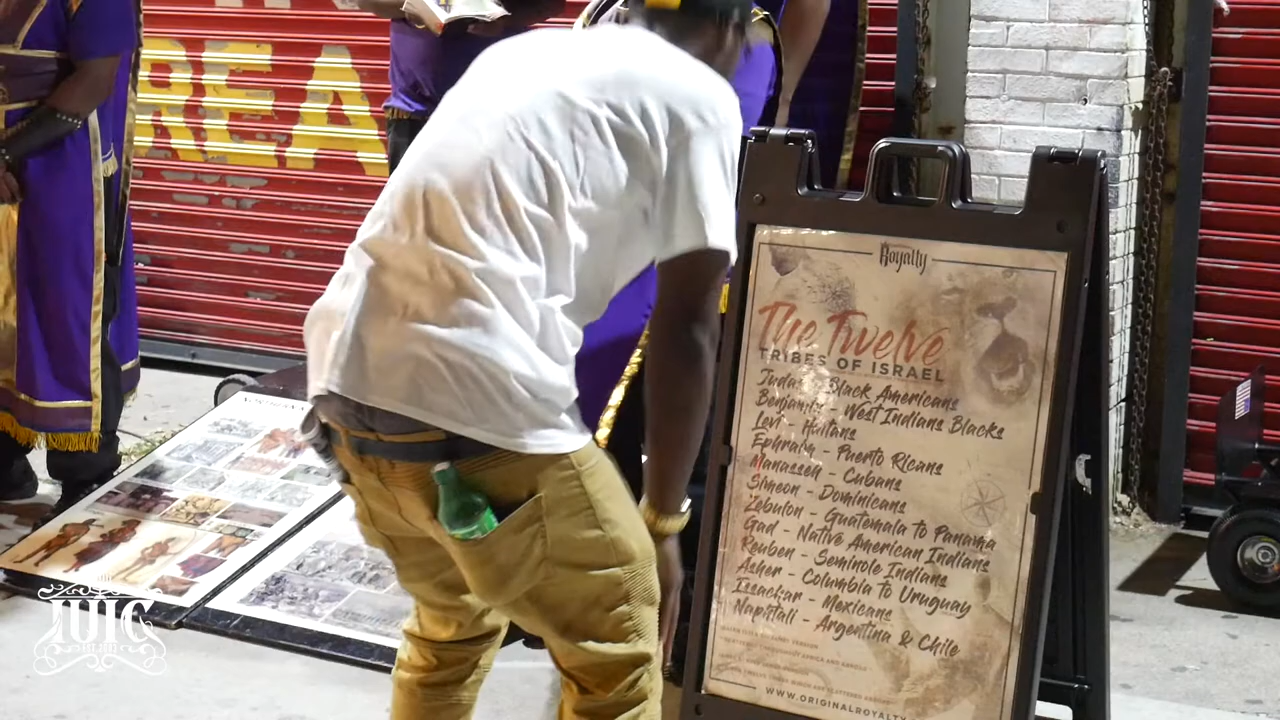 REA
Royalty
The Twelve
TRIBES OF ISRAEL
Judah - Black Americans
Benjamin - West Indians Blacks
Levi - Haitians
Ephraim - Puerto Ricans
Manasseh - Cubans
Simeon - Dominicans
Zebulon - Guatemala to Panama
Gad - Native American Indians
Reuben - Seminole Indians
Asher - Columbia to Uruguay
Issachar - Mexicans
Naphtali - Argentina & Chile
WWW.ORIGINALROYALTY
NORTHERN
IUIC